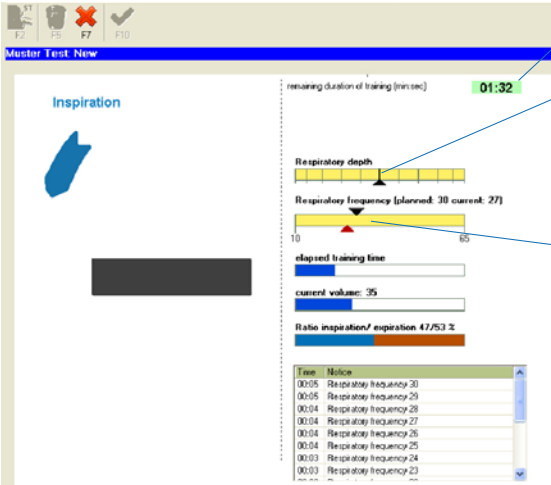 ST
F2 F5 F7 F10
Muster Test New
remaining duration of training (min:sec) 01:32
Inspiration
Respiratory depth
Respiratory frequency (planned: 30 current: 27)
10 65
elapsed training time
current volume: 35
Ratio inspiration/ expiration 47/53 %
Time Notice
00:05 Respiratory frequency 30
00:05 Respiratory frequency 29
00:04 Respiratory frequency 28
00:04 Respiratory frequency 27
00:04 Respiratory frequency 26
00:04 Respiratory frequency 25
00:03 Respiratory frequency 24
00:03 Respiratory frequency 23